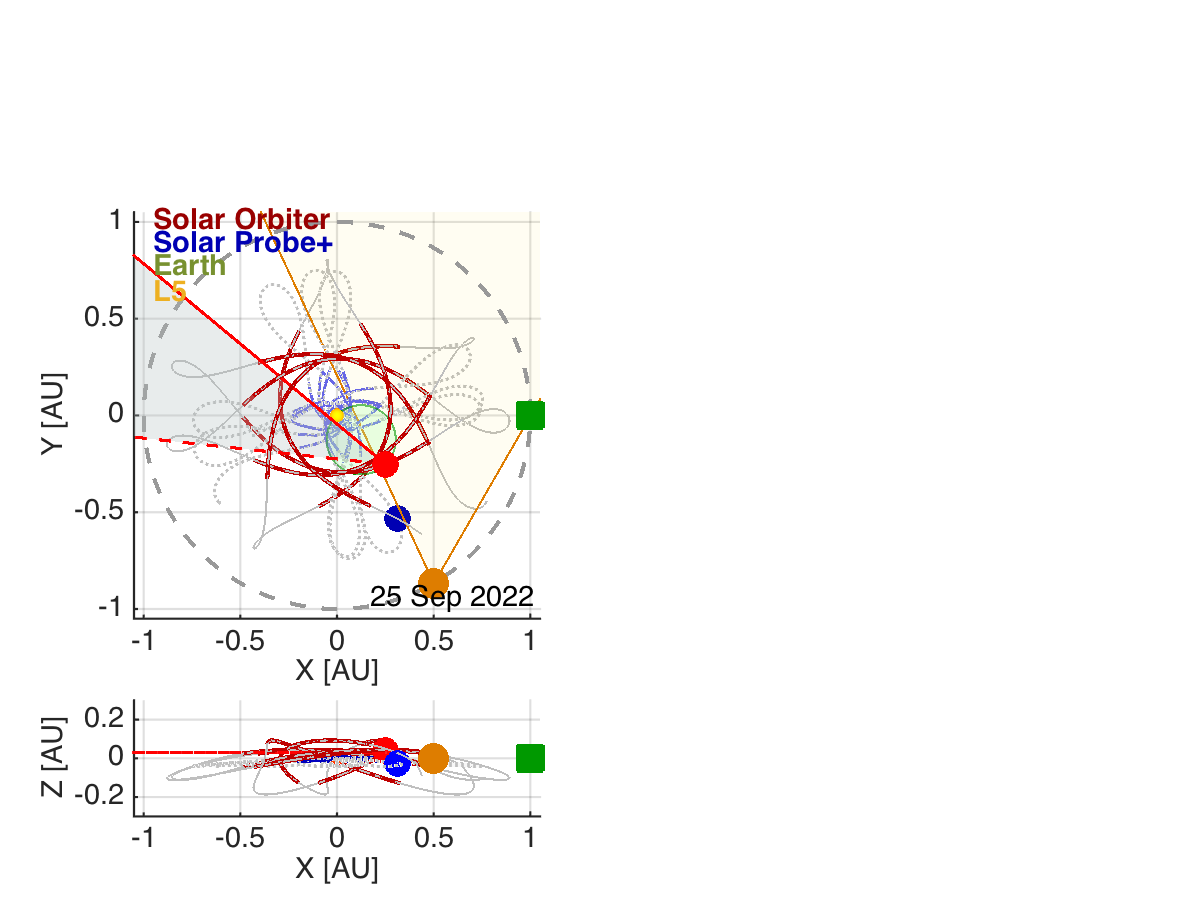 Solar Orbiter
Solar Probe+
Earth
L5
1
0.5
0
-0.5
-1
Y [AU]
25 Sep 2022
-1 -0.5 0 0.5 1
X [AU]
0.2
0
-0.2
Z [AU]
-1 -0.5 0 0.5 1
X [AU]